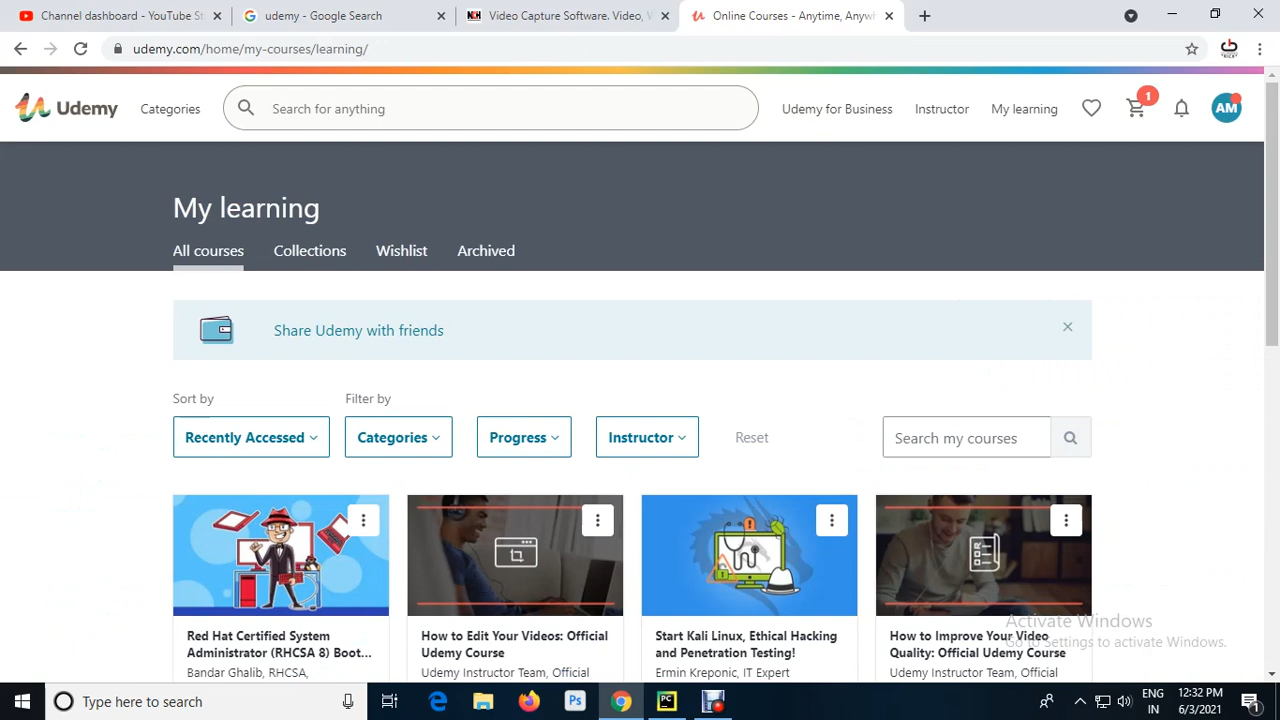 Channel dashboard - YouTube St
udemy - Google Search
NCH
Video Capture Software. Video, W
Online Courses - Anytime, Anywh
udemy.com/home/my-courses/learning/
Udemy
Categories
Search for anything
Udemy for Business
Instructor
My learning
1
AM
My learning
All courses
Collections
Wishlist
Archived
Share Udemy with friends
Sort by
Filter by
Recently Accessed
Categories
Progress
Instructor
Reset
Search my courses
Red Hat Certified System
Administrator (RHCSA 8) Boot...
Bandar Ghalib, RHCSA,
How to Edit Your Videos: Official
Udemy Course
Udemy Instructor Team, Official
Start Kali Linux, Ethical Hacking
and Penetration Testing!
Ermin Kreponic, IT Expert
How to Improve Your Video
Quality: Official Udemy Course
Udemy Instructor Team, Official
Activate Windows
Go to Settings to activate Windows.
Type here to search
Ps
PC
ENG
IN
12:32 PM
6/3/2021
1